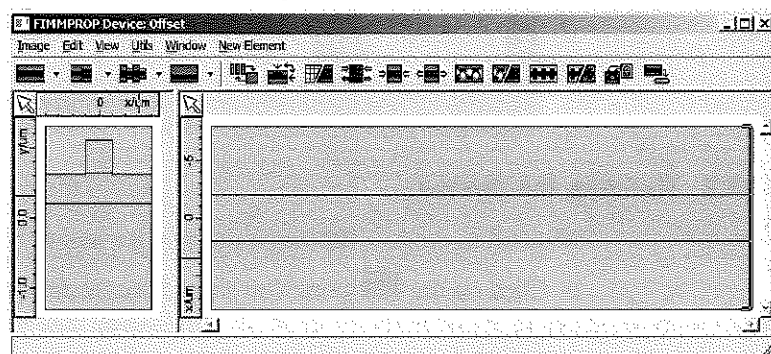 FIMMPROP Device: Offset
Image Edit View Utils Window New Element
0 x/um
y/um
0.0
-1.0
-5
0
x/um